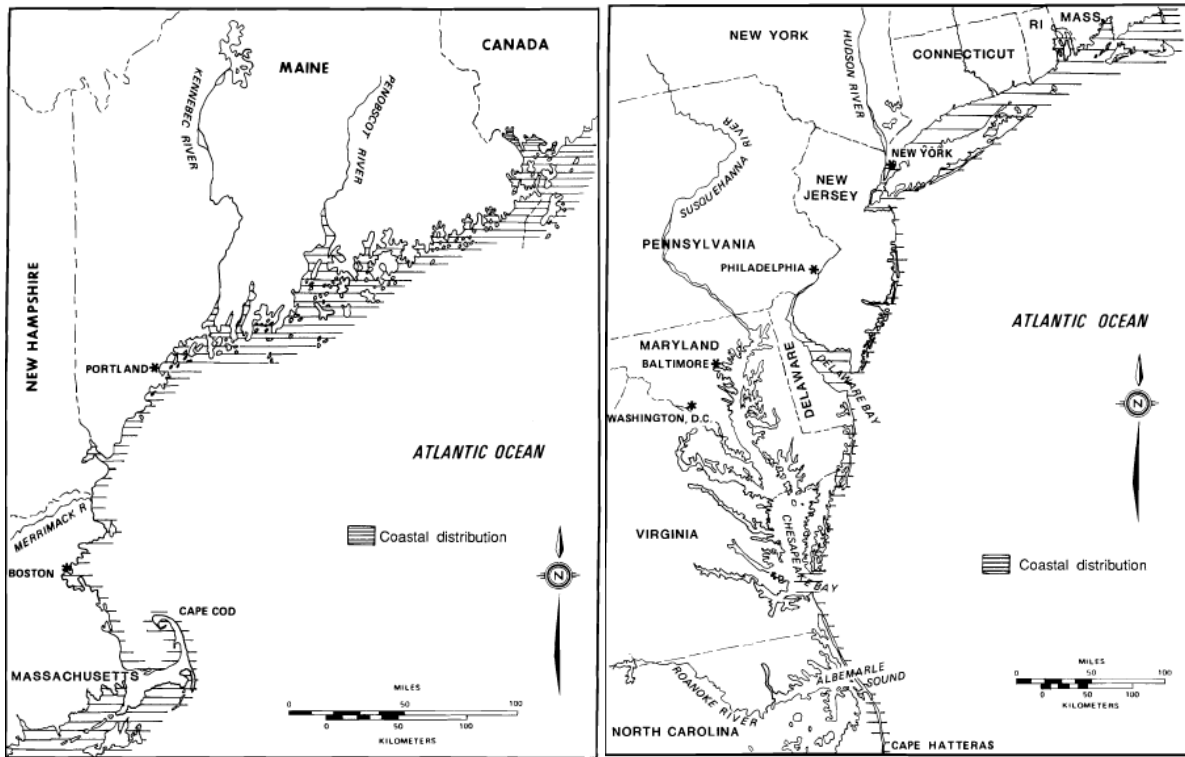 CANADA
MAINE
KENNEBEC
RIVER
PENOBSCOT
RIVER
NEW HAMPSHIRE
PORTLAND
ATLANTIC OCEAN
MERRIMACK R
Coastal distribution
BOSTON
N
CAPE COD
MASSACHUSETTS
MILES
0 50 100
0 50 100
KILOMETERS
NEW YORK
HUDSON RIVER
RI
MASS
CONNECTICUT
NEW YORK
RIVER
SUSQUEHANNA
NEW
JERSEY
PENNSYLVANIA
PHILADELPHIA
ATLANTIC OCEAN
MARYLAND
BALTIMORE
DELAWARE
DELAWARE BAY
WASHINGTON, D.C.
N
VIRGINIA
CHESAPEAKE BAY
Coastal distribution
ROANOKE RIVER
ALBEMARLE
SOUND
MILES
0 50 100
0 50 100
KILOMETERS
NORTH CAROLINA
CAPE HATTERAS